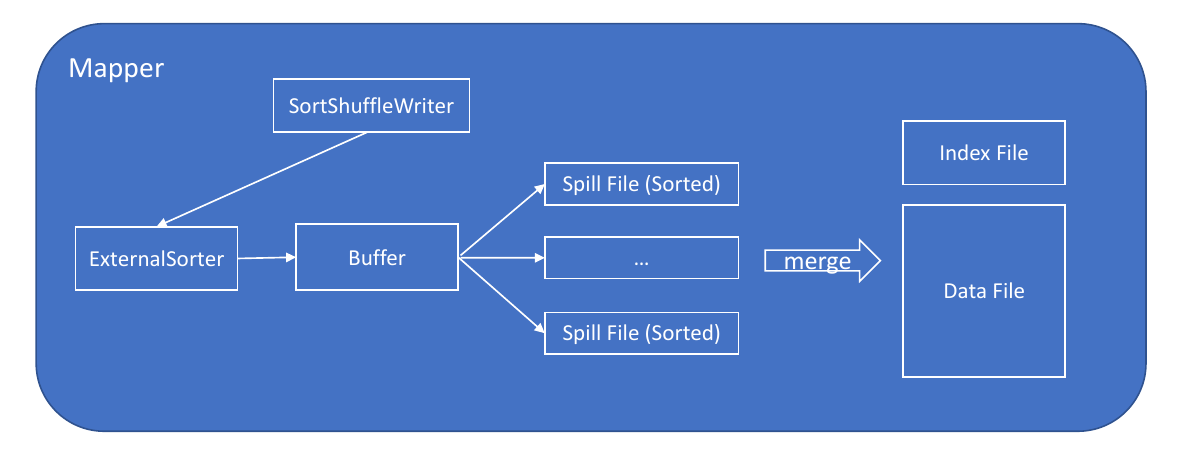 Mapper
SortShuffleWriter
ExternalSorter
Buffer
Spill File (Sorted)
...
Spill File (Sorted)
merge
Index File
Data File